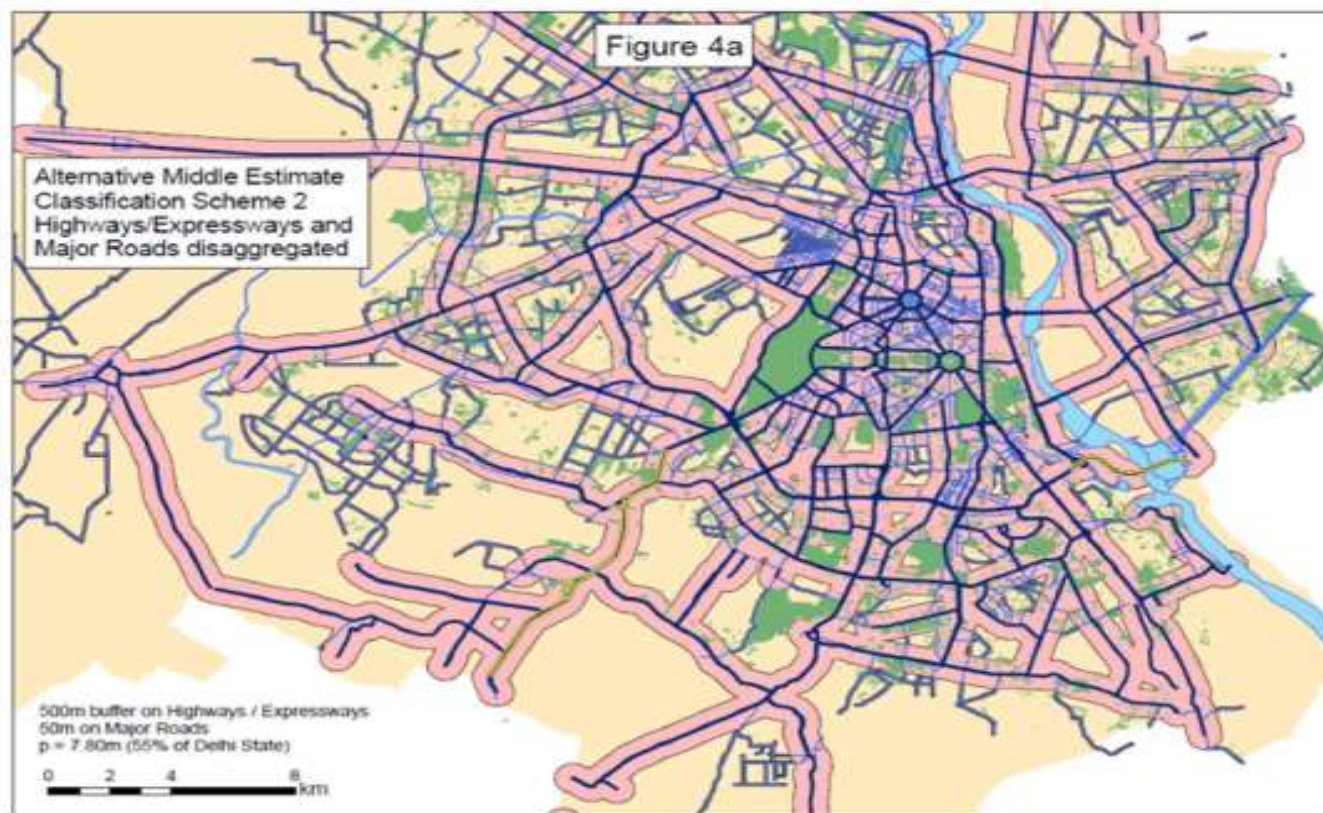 Figure 4a
Alternative Middle Estimate
Classification Scheme 2
Highways/Expressways and
Major Roads disaggregated
500m buffer on Highways / Expressways
50m on Major Roads
p = 7.80m (55% of Delhi State)
0 2 4 8
km